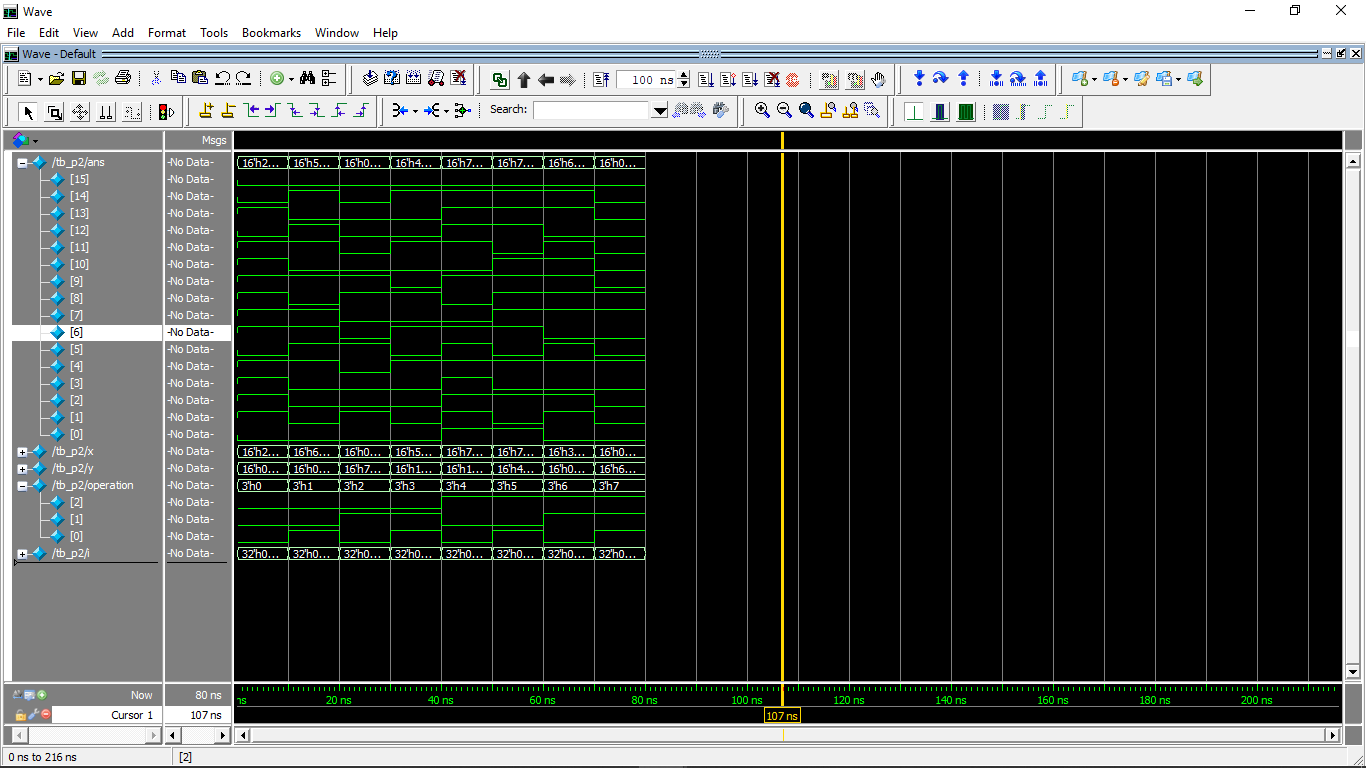 Wave
File Edit View Add Format Tools Bookmarks Window Help
Wave - Default
100 ns
Search:
Msgs
/tb_p2/ans -No Data- 16'h2... 16'h5... 16'h0... 16'h4... 16'h7... 16'h7... 16'h6... 16'h0...
[15] -No Data-
[14] -No Data-
[13] -No Data-
[12] -No Data-
[11] -No Data-
[10] -No Data-
[9] -No Data-
[8] -No Data-
[7] -No Data-
[6] -No Data-
[5] -No Data-
[4] -No Data-
[3] -No Data-
[2] -No Data-
[1] -No Data-
[0] -No Data-
/tb_p2/x -No Data- 16'h2... 16'h6... 16'h0... 16'h5... 16'h7... 16'h7... 16'h3... 16'h0...
/tb_p2/y -No Data- 16'h0... 16'h0... 16'h7... 16'h1... 16'h1... 16'h4... 16'h0... 16'h6...
/tb_p2/operation -No Data- 3'h0 3'h1 3'h2 3'h3 3'h4 3'h5 3'h6 3'h7
[2] -No Data-
[1] -No Data-
[0] -No Data-
/tb_p2/i -No Data- 32'h0... 32'h0... 32'h0... 32'h0... 32'h0... 32'h0... 32'h0... 32'h0...
Now 80 ns ns 20 ns 40 ns 60 ns 80 ns 100 ns 120 ns 140 ns 160 ns 180 ns 200 ns
Cursor 1 107 ns 107 ns
0 ns to 216 ns [2]